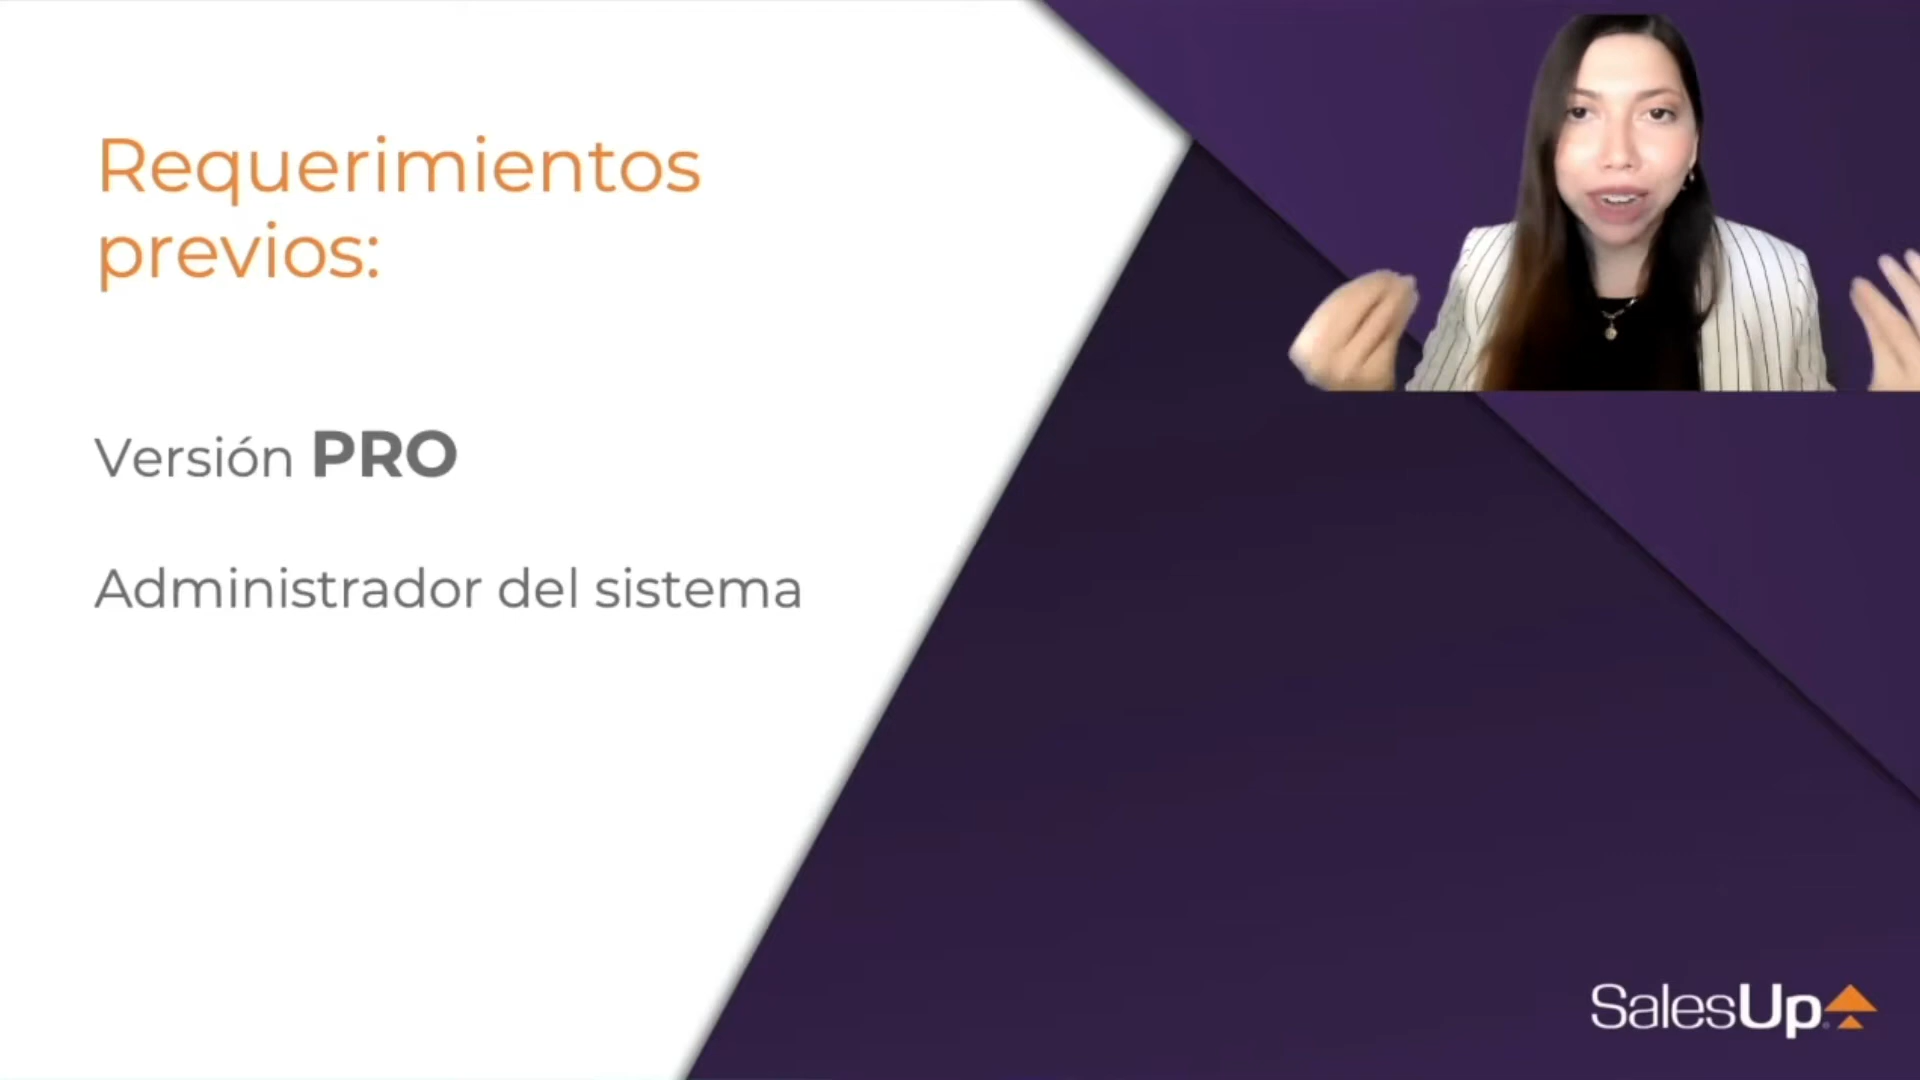 Requerimientos
previos:
Versión PRO
Administrador del sistema
SalesUp